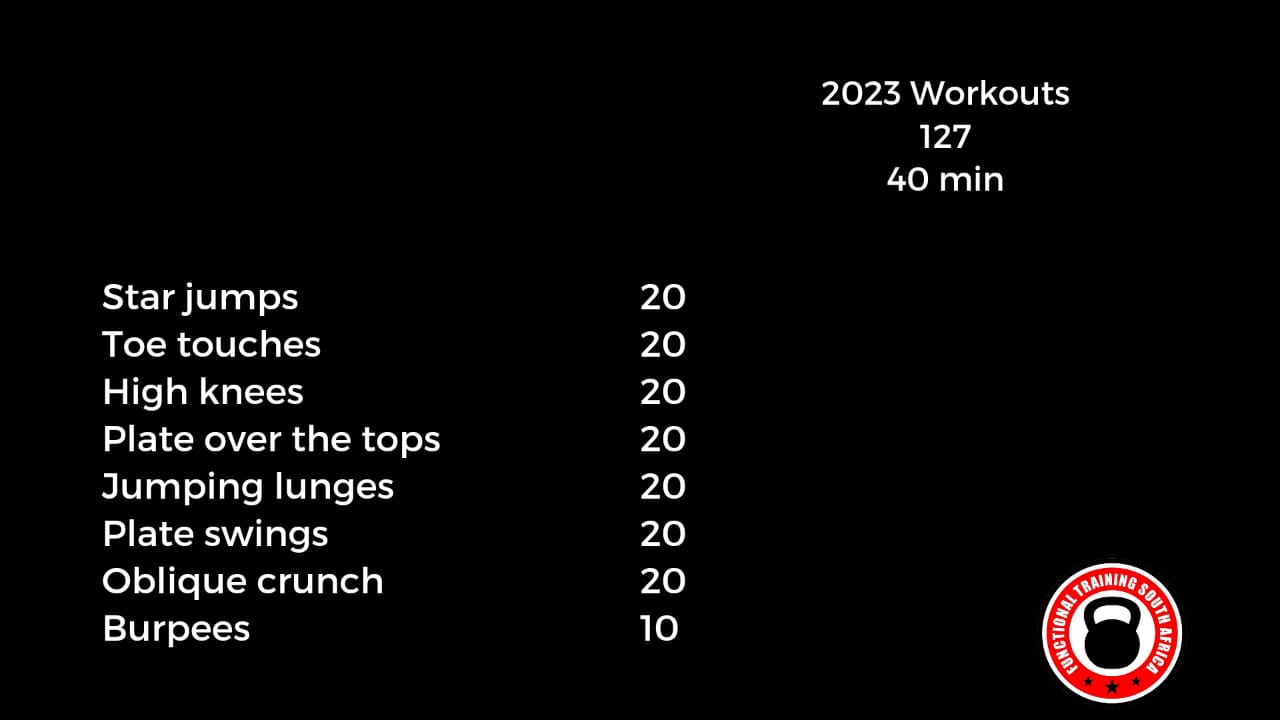 2023 Workouts
127
40 min
Star jumps 20
Toe touches 20
High knees 20
Plate over the tops 20
Jumping lunges 20
Plate swings 20
Oblique crunch 20
Burpees 10
FUNCTIONAL TRAINING SOUTH AFRICA